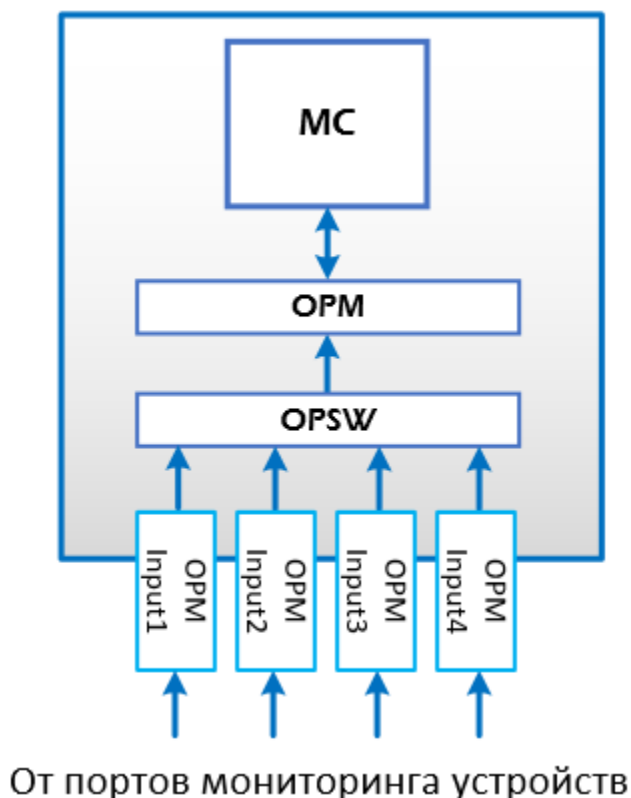 MC
OPM
OPSW
OPM
Input1
OPM
Input2
OPM
Input3
OPM
Input4
От портов мониторинга устройств